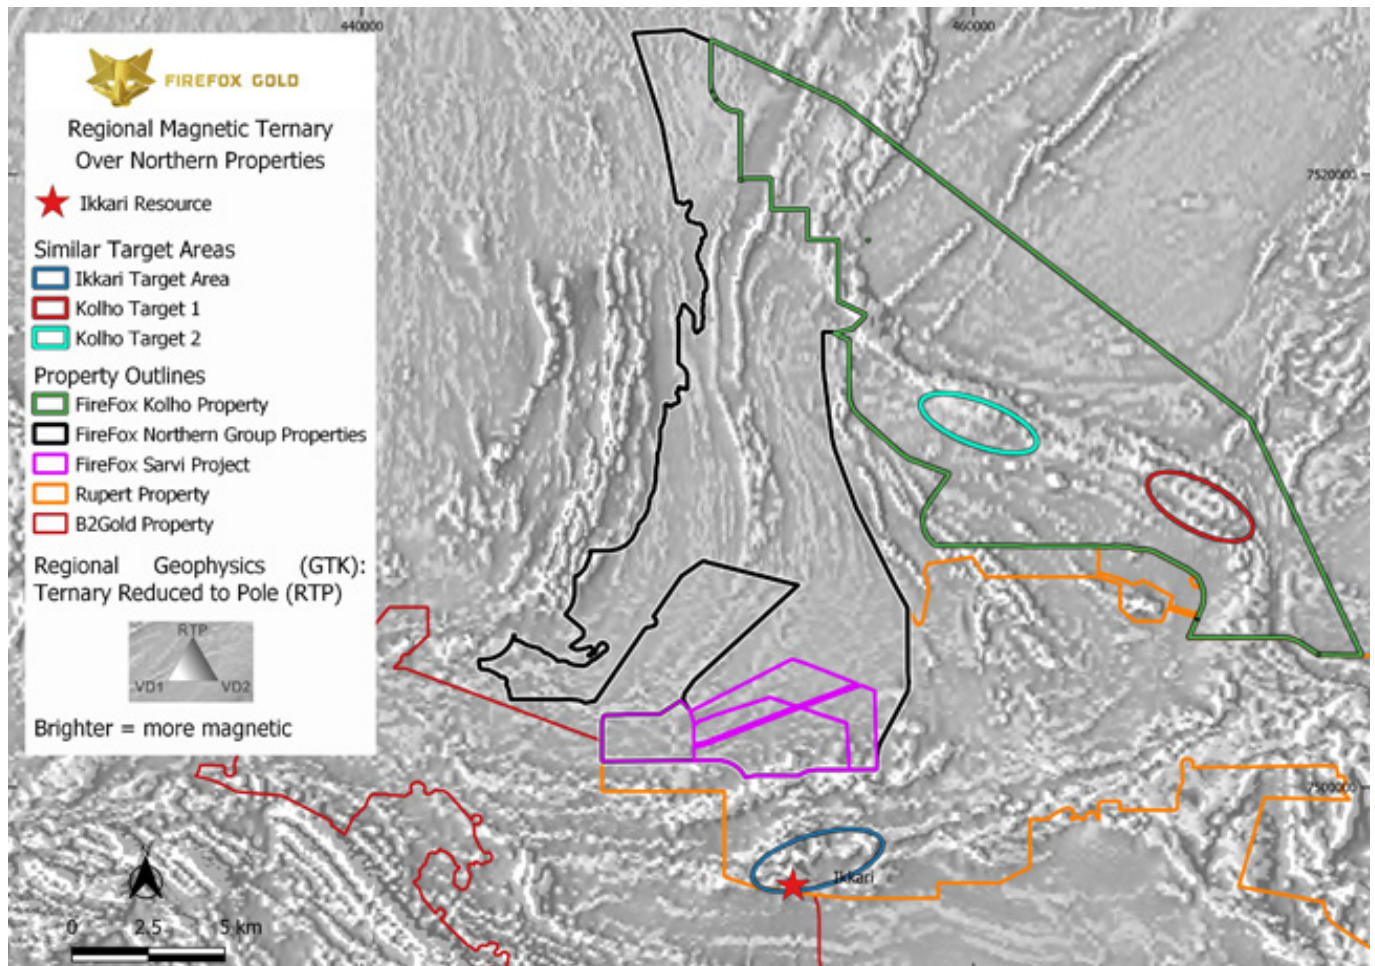 440000
460000
FIREFOX GOLD
Regional Magnetic Ternary
Over Northern Properties
Ikkari Resource
Similar Target Areas
Ikkari Target Area
Kolho Target 1
Kolho Target 2
Property Outlines
FireFox Kolho Property
FireFox Northern Group Properties
FireFox Sarvi Project
Rupert Property
B2Gold Property
Regional Geophysics (GTK):
Ternary Reduced to Pole (RTP)
RTP
VD1 VD2
Brighter = more magnetic
7520000
7500000
Ikkari
0 2.5 5 km